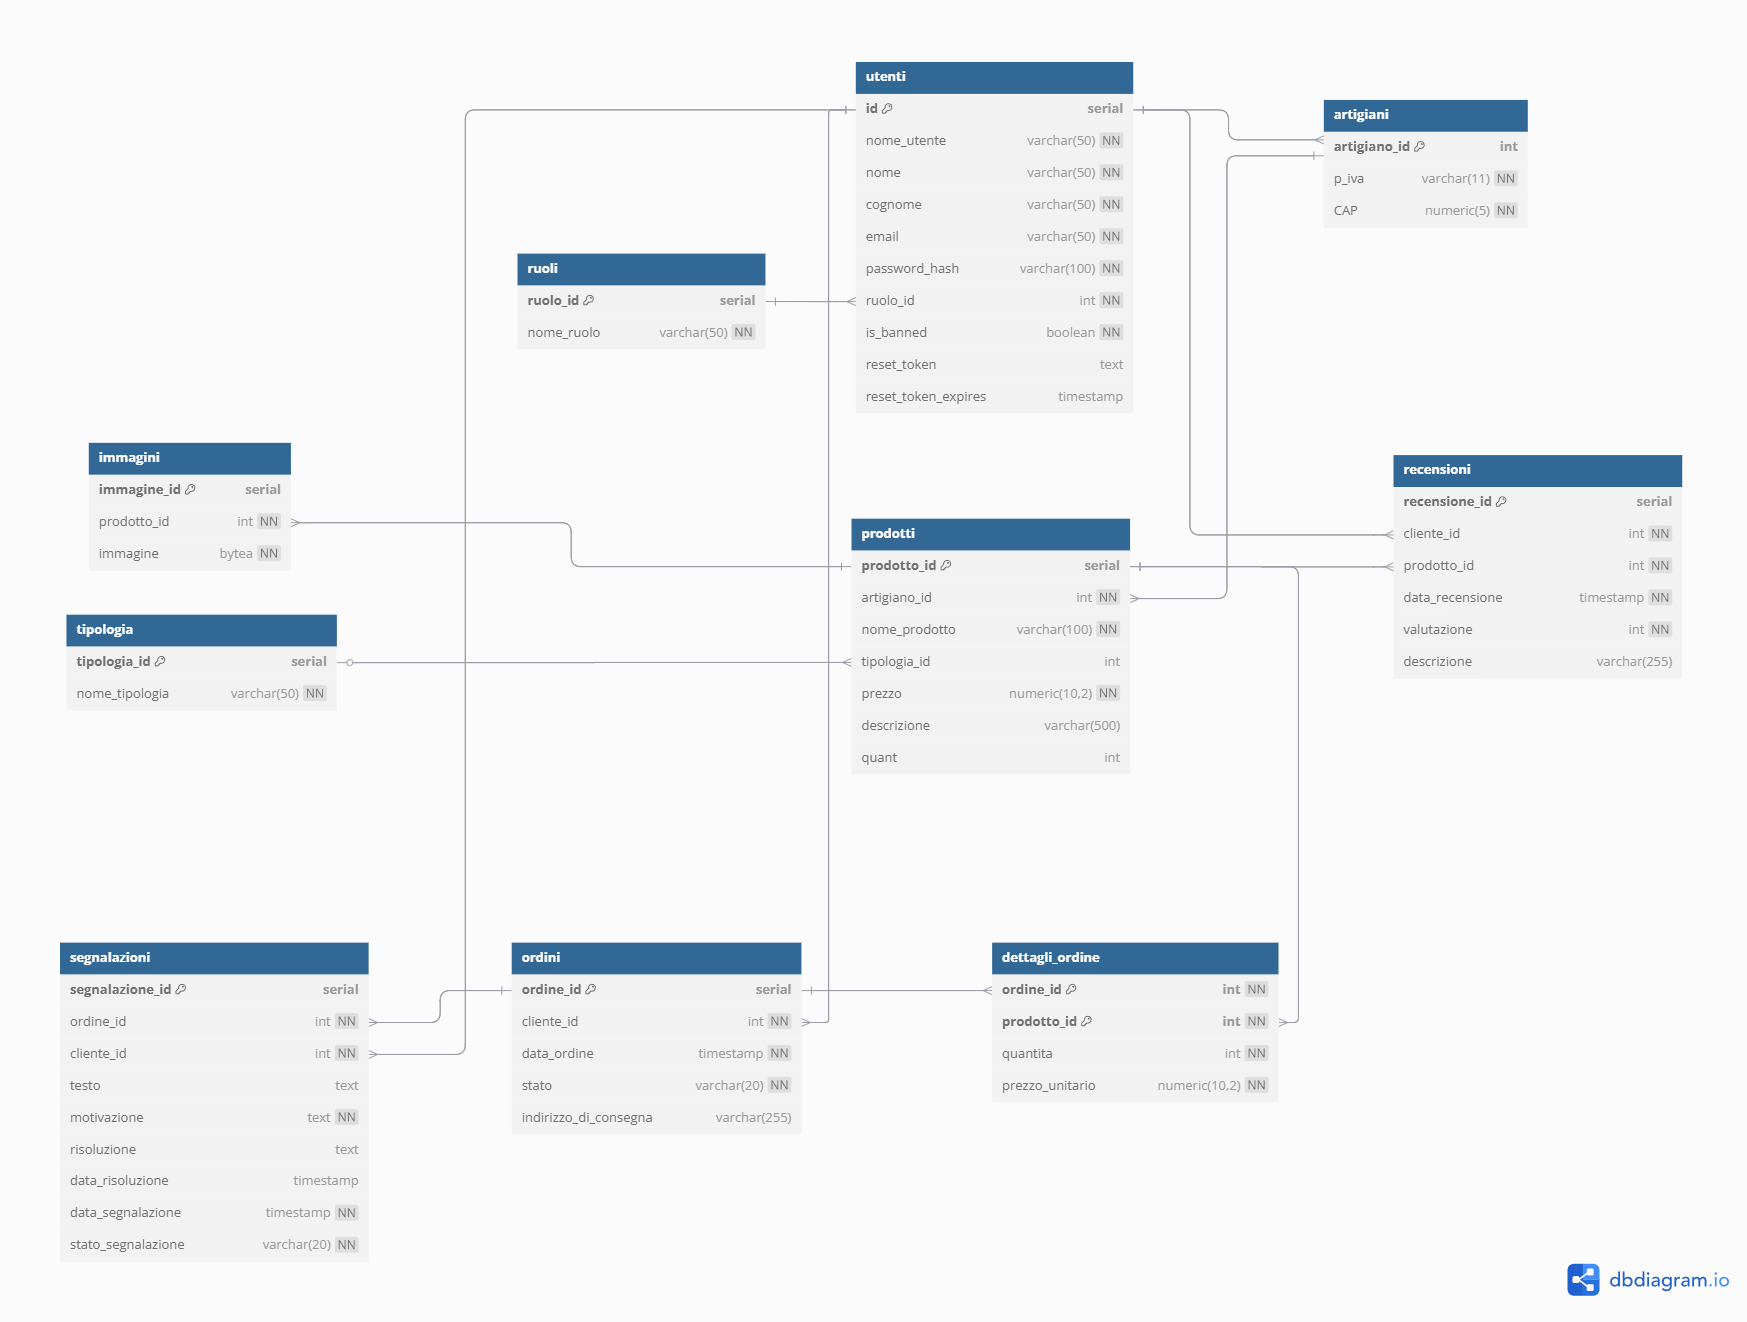 utenti
id serial
nome_utente varchar(50) NN
nome varchar(50) NN
cognome varchar(50) NN
email varchar(50) NN
password_hash varchar(100) NN
ruolo_id int NN
is_banned boolean NN
reset_token text
reset_token_expires timestamp
artigiani
artigiano_id int
p_iva varchar(11) NN
CAP numeric(5) NN
ruoli
ruolo_id serial
nome_ruolo varchar(50) NN
immagini
immagine_id serial
prodotto_id int NN
immagine bytea NN
recensioni
recensione_id serial
cliente_id int NN
prodotto_id int NN
data_recensione timestamp NN
valutazione int NN
descrizione varchar(255)
prodotti
prodotto_id serial
artigiano_id int NN
nome_prodotto varchar(100) NN
tipologia_id int
prezzo numeric(10,2) NN
descrizione varchar(500)
quant int
tipologia
tipologia_id serial
nome_tipologia varchar(50) NN
segnalazioni
segnalazione_id serial
ordine_id int NN
cliente_id int NN
testo text
motivazione text NN
risoluzione text
data_risoluzione timestamp
data_segnalazione timestamp NN
stato_segnalazione varchar(20) NN
ordini
ordine_id serial
cliente_id int NN
data_ordine timestamp NN
stato varchar(20) NN
indirizzo_di_consegna varchar(255)
dettagli_ordine
ordine_id int NN
prodotto_id int NN
quantita int NN
prezzo_unitario numeric(10,2) NN
dbdiagram.io